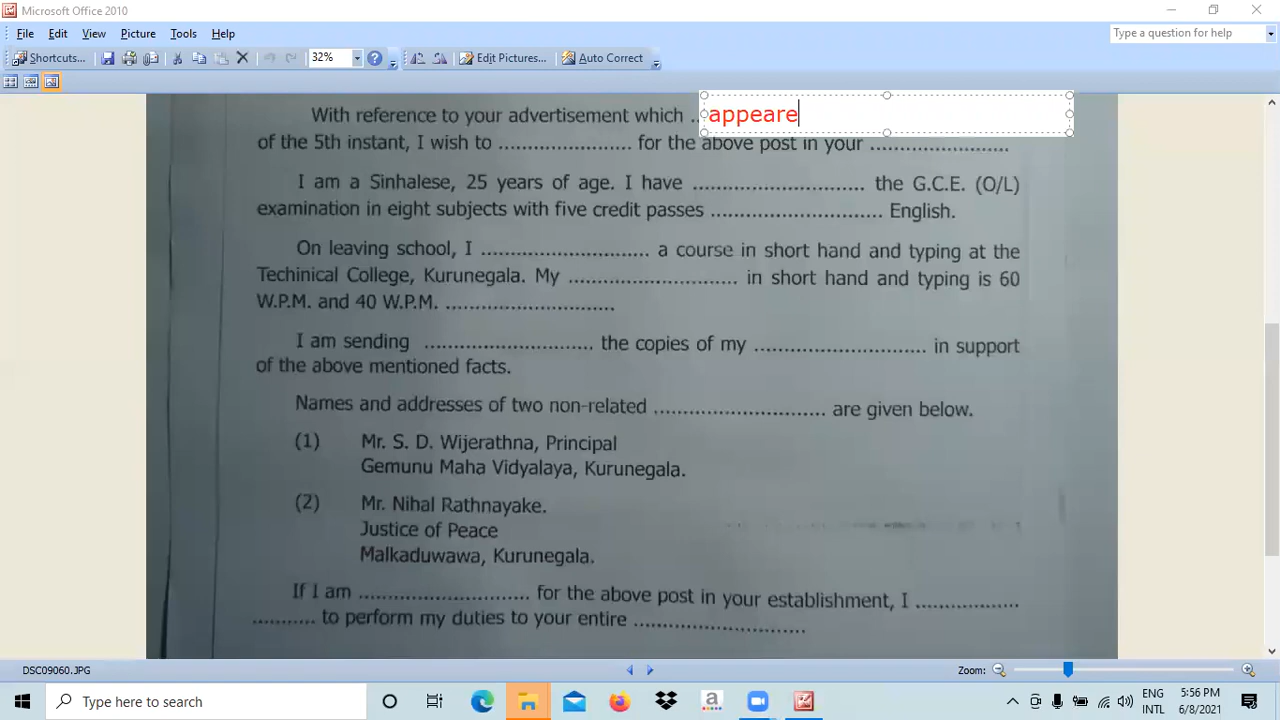 Microsoft Office 2010
File Edit View Picture Tools Help
Type a question for help
Shortcuts... 32% Edit Pictures... Auto Correct
With reference to your advertisement which .. appeare
of the 5th instant, I wish to ........................ for the above post in your ........................
I am a Sinhalese, 25 years of age. I have .............................. the G.C.E. (O/L)
examination in eight subjects with five credit passes .............................. English.
On leaving school, I .............................. a course in short hand and typing at the
Techinical College, Kurunegala. My .............................. in short hand and typing is 60
W.P.M. and 40 W.P.M. ..............................
I am sending .............................. the copies of my .............................. in support
of the above mentioned facts.
Names and addresses of two non-related .............................. are given below.
(1) Mr. S. D. Wijerathna, Principal
Gemunu Maha Vidyalaya, Kurunegala.
(2) Mr. Nihal Rathnayake.
Justice of Peace
Malkaduwawa, Kurunegala.
If I am .............................. for the above post in your establishment, I ..................
........... to perform my duties to your entire ..............................
DSC09060.JPG Zoom:
Type here to search
ENG 5:56 PM
INTL 6/8/2021